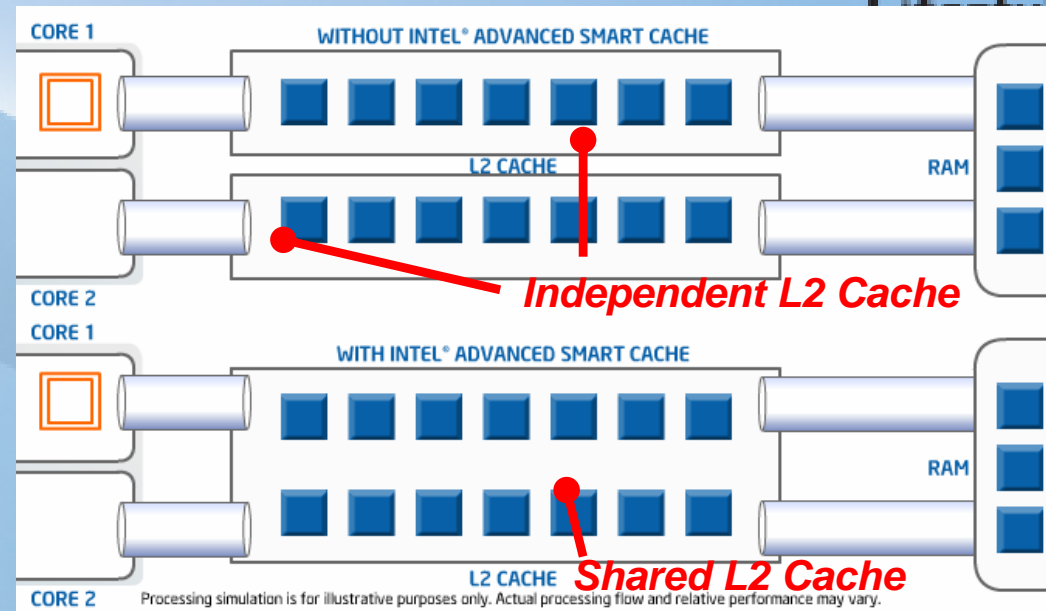 CORE 1
WITHOUT INTEL® ADVANCED SMART CACHE
L2 CACHE
RAM
Independent L2 Cache
CORE 2
CORE 1
WITH INTEL® ADVANCED SMART CACHE
RAM
L2 CACHE
Shared L2 Cache
CORE 2
Processing simulation is for illustrative purposes only. Actual processing flow and relative performance may vary.